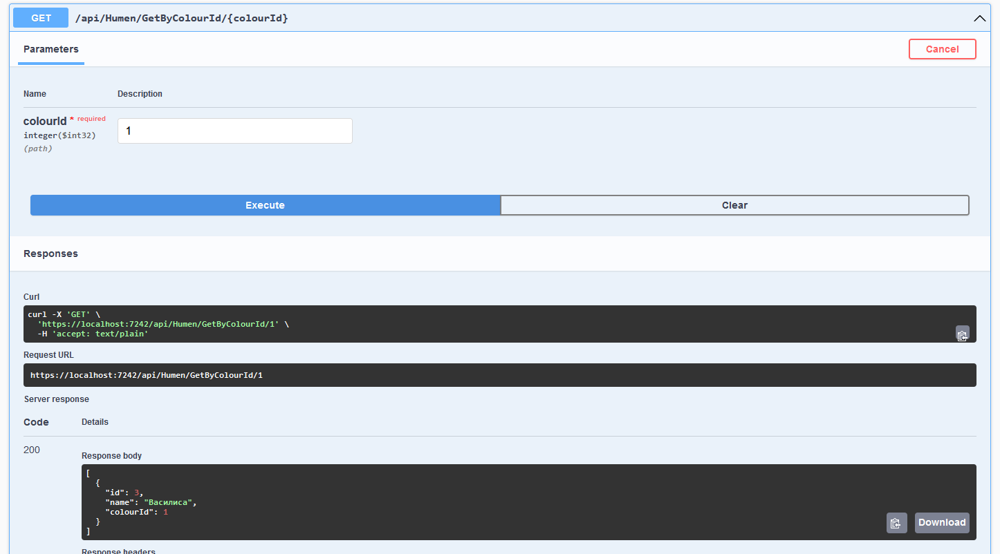 GET /api/Humen/GetByColourId/{colourId}
Parameters
Cancel
Name Description
colourId * required
integer($int32)
(path)
1
Execute Clear
Responses
Curl
curl -X 'GET' \
'https://localhost:7242/api/Humen/GetByColourId/1' \
-H 'accept: text/plain'
Request URL
https://localhost:7242/api/Humen/GetByColourId/1
Server response
Code Details
200
Response body
[
{
"id": 3,
"name": "Василиса",
"colourId": 1
}
]
Download
Response headers